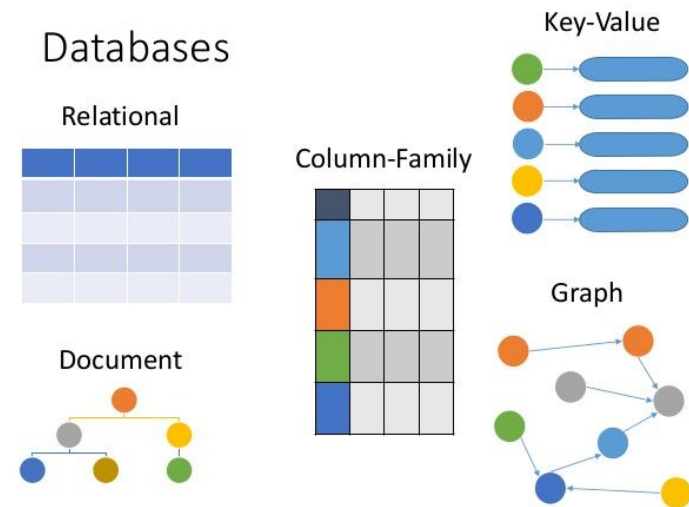 Databases
Relational
Column-Family
Key-Value
Document
Graph